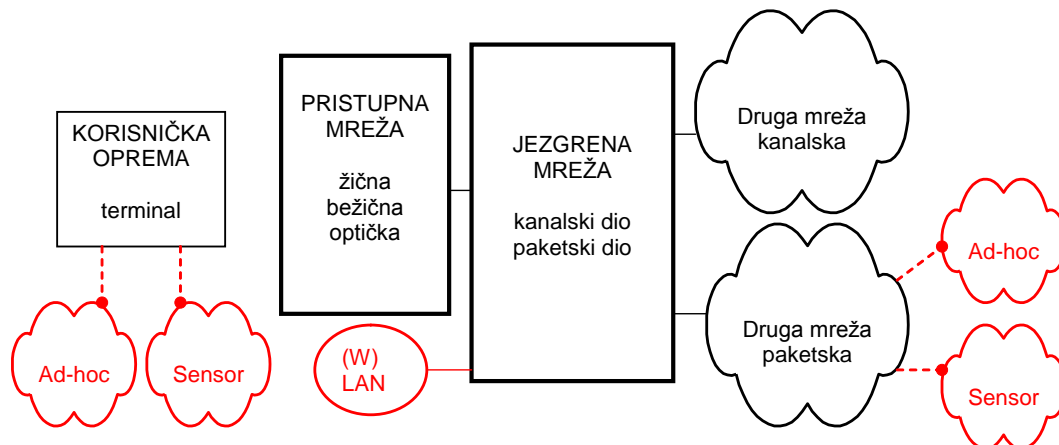 KORISNIČKA
OPREMA
terminal
Ad-hoc
Sensor
PRISTUPNA
MREŽA
žična
bežična
optička
(W)
LAN
JEZGRENA
MREŽA
kanalski dio
paketski dio
Druga mreža
kanalska
Druga mreža
paketska
Ad-hoc
Sensor